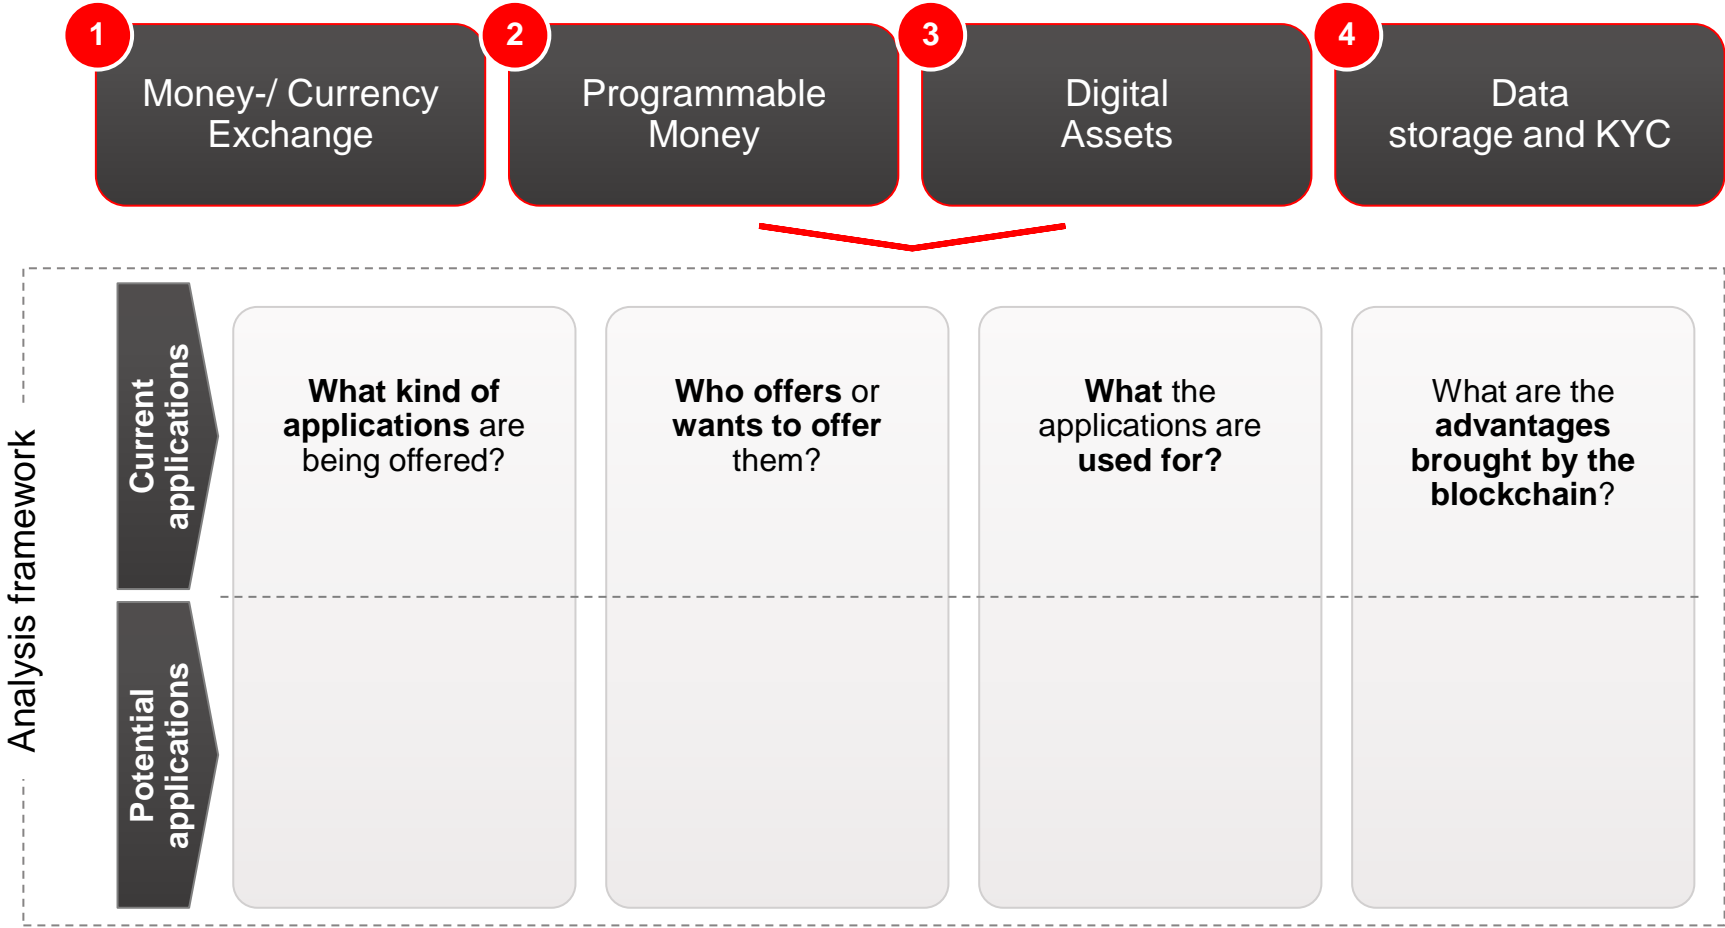 1
Money-/ Currency
Exchange
2
Programmable
Money
3
Digital
Assets
4
Data
storage and KYC
Analysis framework
Current
applications
What kind of
applications are
being offered?
Who offers or
wants to offer
them?
What the
applications are
used for?
What are the
advantages
brought by the
blockchain?
Potential
applications